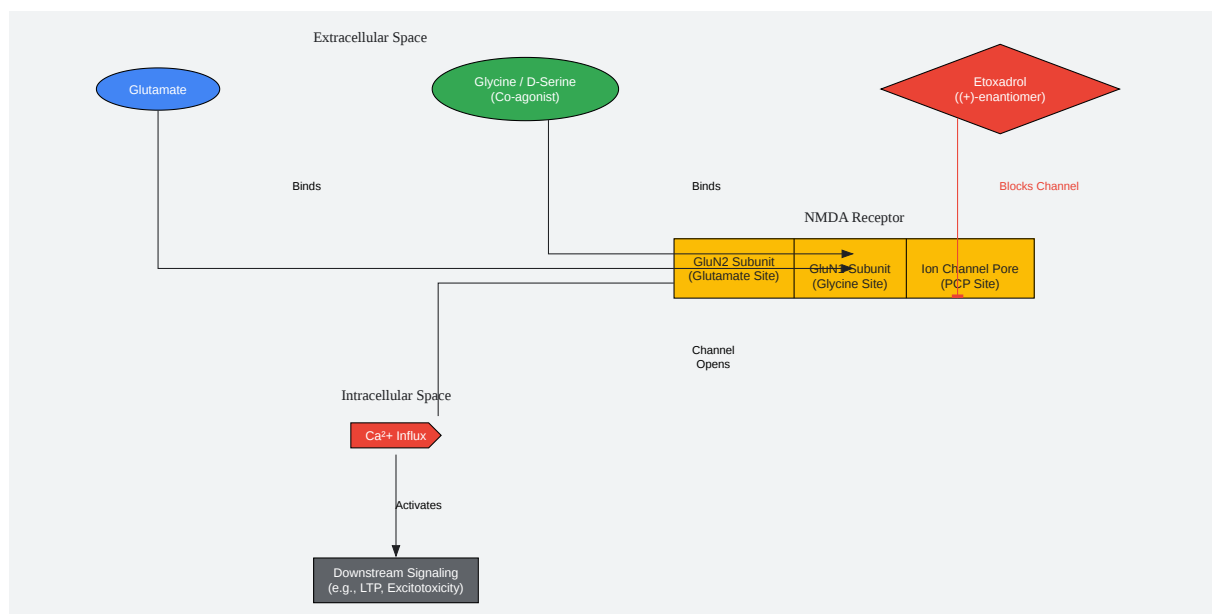 Extracellular Space
Glutamate
Glycine / D-Serine
(Co-agonist)
Etoxadrol
((+)-enantiomer)
Binds
Binds
Blocks Channel
NMDA Receptor
GluN2 Subunit
(Glutamate Site)
GluN1 Subunit
(Glycine Site)
Ion Channel Pore
(PCP Site)
Channel
Opens
Intracellular Space
Ca²+ Influx
Activates
Downstream Signaling
(e.g., LTP, Excitotoxicity)